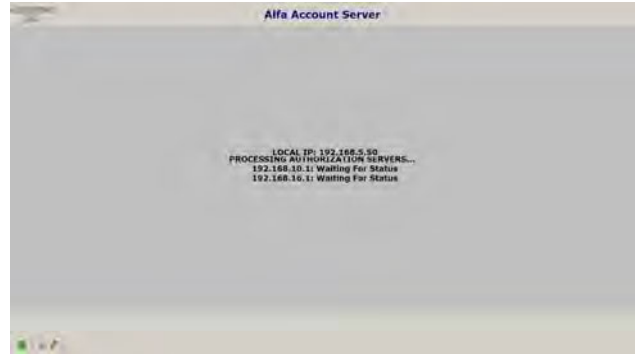 Alfa Account Server
LOCAL IP: 192.168.5.50
PROCESSING AUTHORIZATION SERVERS...
192.168.10.1: Waiting For Status
192.168.16.1: Waiting For Status